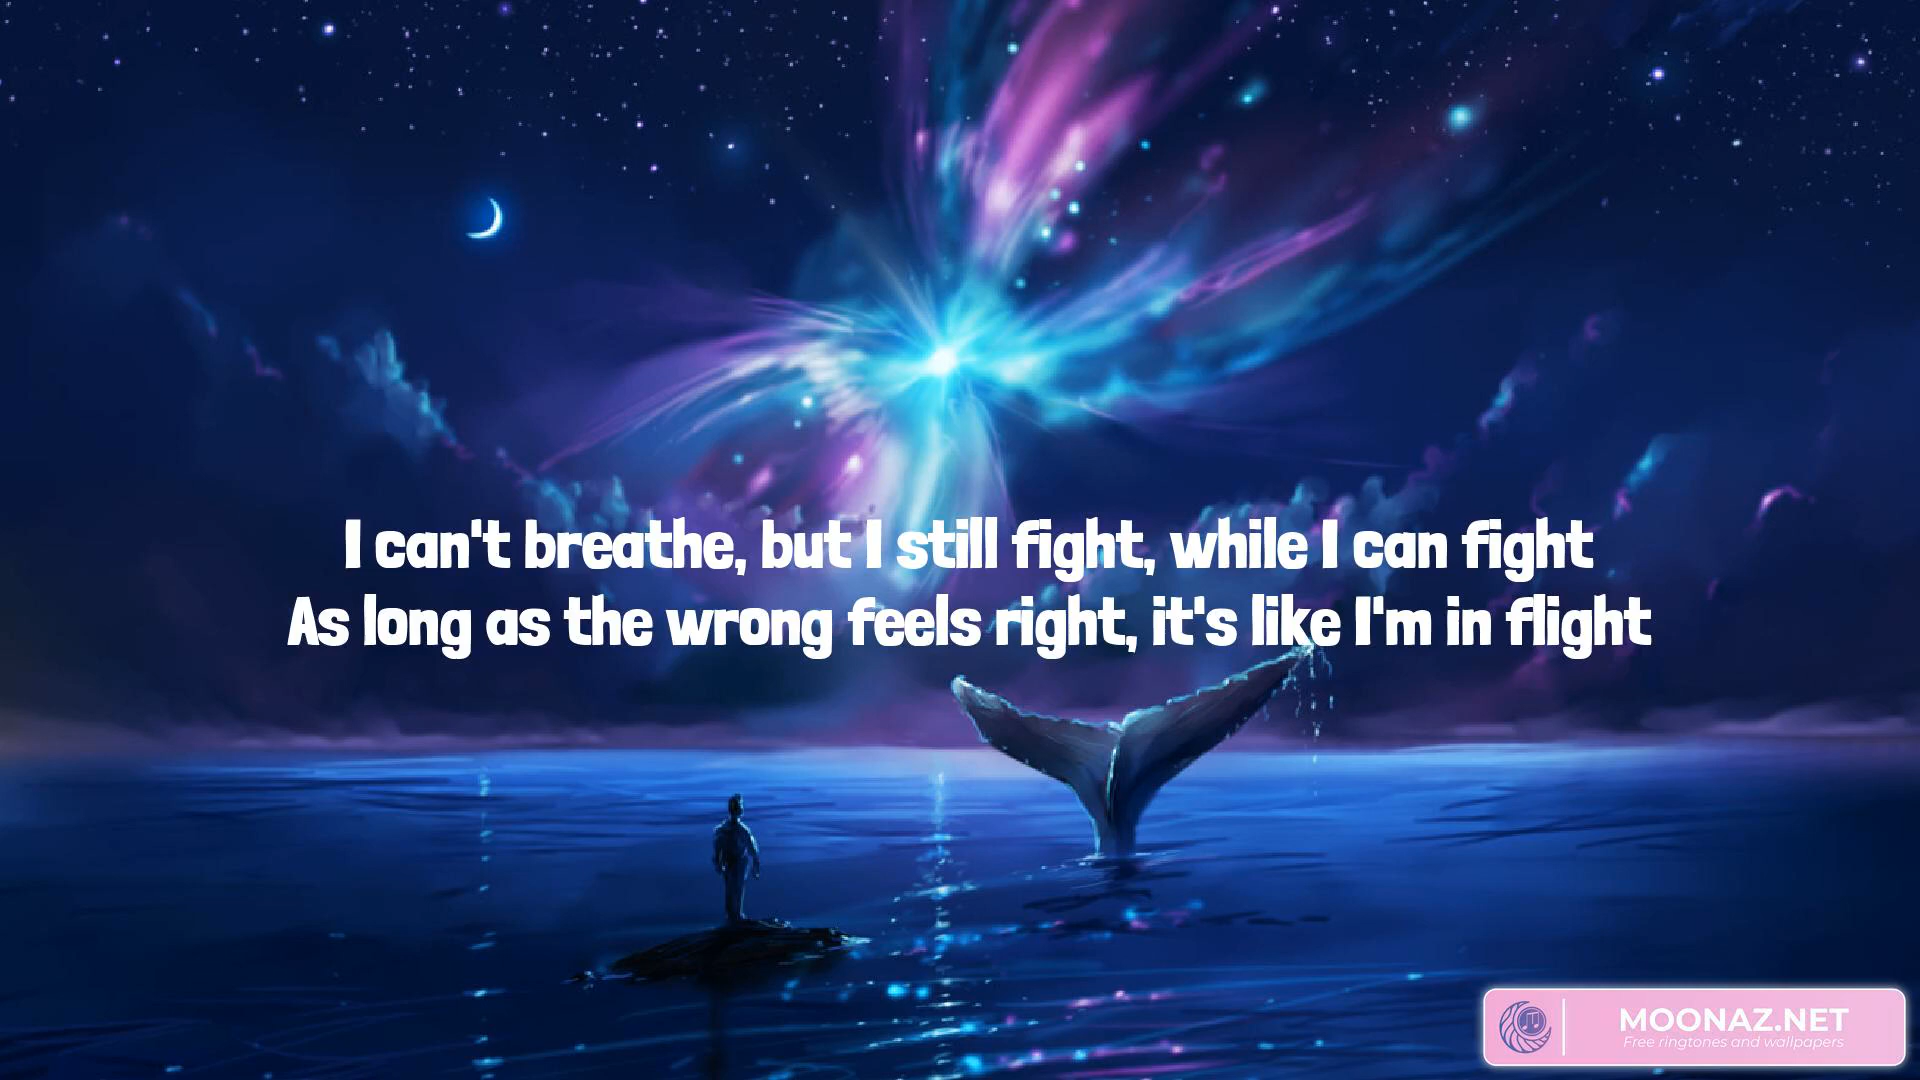 I can't breathe, but I still fight, while I can fight
As long as the wrong feels right, it's like I'm in flight
MOONAZ.NET
Free ringtones and wallpapers